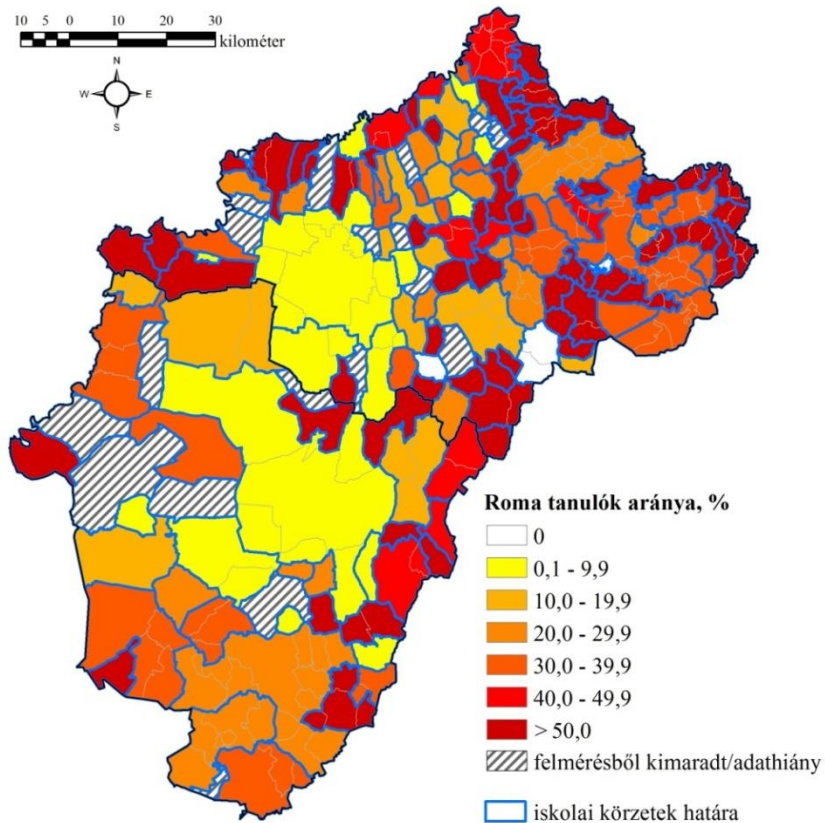 10 5 0 10 20 30
kilométer
N
W E
S
Roma tanulók aránya, %
0
0,1 - 9,9
10,0 - 19,9
20,0 - 29,9
30,0 - 39,9
40,0 - 49,9
> 50,0
felmérésből kimaradt/adathiány
iskolai körzetek határa